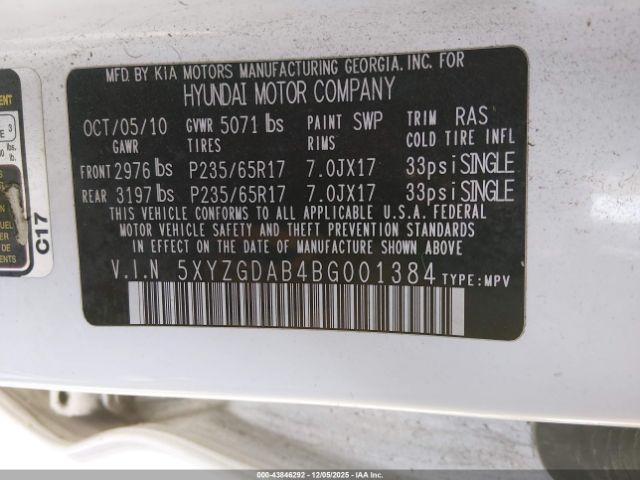 MFD. BY KIA MOTORS MANUFACTURING GEORGIA. INC. FOR
HYUNDAI MOTOR COMPANY
OCT/05/10 GVWR 5071 lbs PAINT SWP TRIM RAS
GAWR TIRES RIMS COLD TIRE INFL
FRONT 2976 lbs P235/65R17 7.0JX17 33psi SINGLE
REAR 3197 lbs P235/65R17 7.0JX17 33psi SINGLE
THIS VEHICLE CONFORMS TO ALL APPLICABLE U.S.A. FEDERAL
MOTOR VEHICLE SAFETY AND THEFT PREVENTION STANDARDS
IN EFFECT ON THE DATE OF MANUFACTURE SHOWN ABOVE.
V.I.N 5XYZGDAB4BG001384 TYPE:MPV
C17
000-43846292 - 12/05/2025 - IAA Inc.